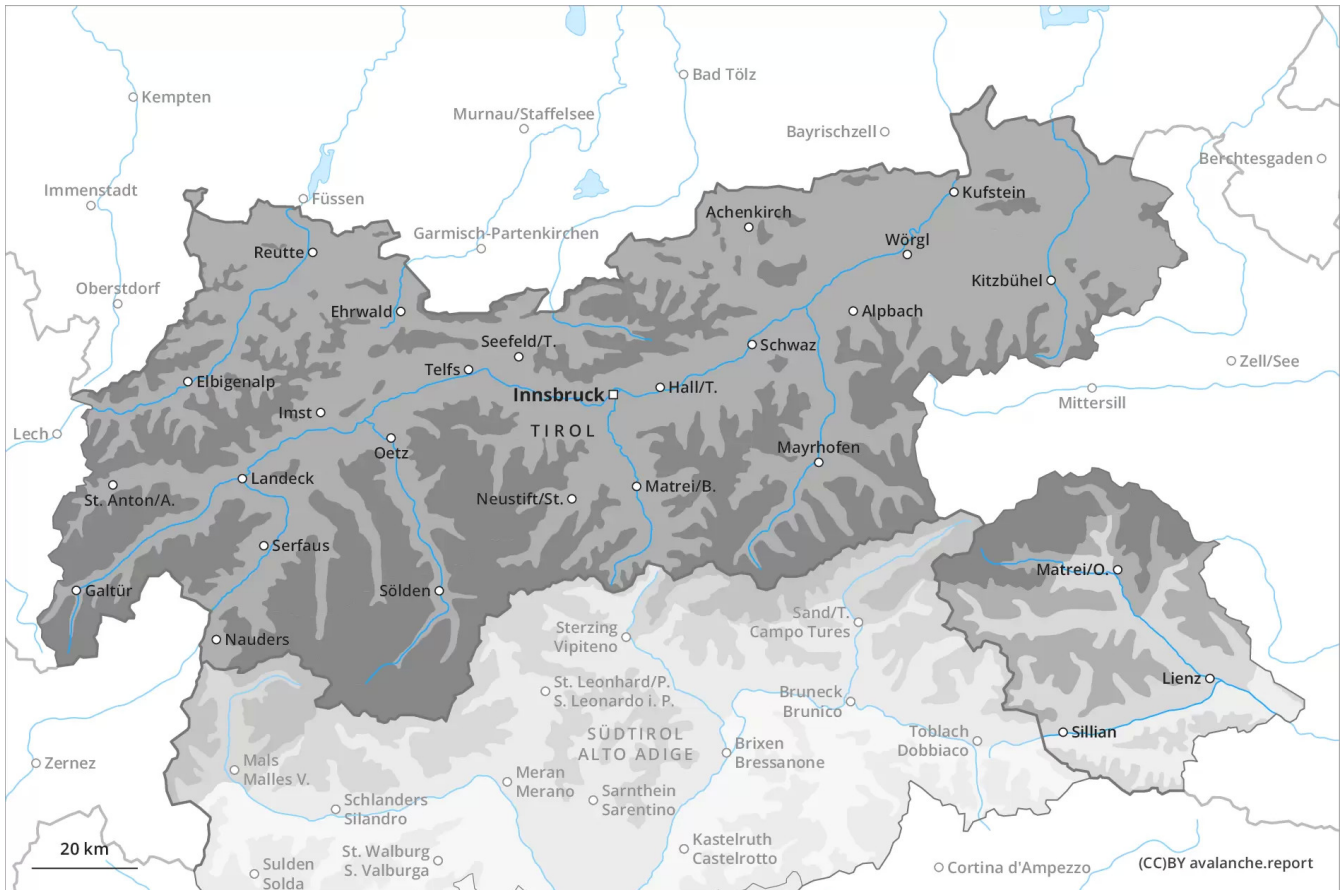 Bad Tölz
Kempten
Murnau/Staffelsee
Bayrischzell
Berchtesgaden
Immenstadt
Füssen
Kufstein
Achenkirch
Garmisch-Partenkirchen
Wörgl
Reutte
Kitzbühel
Oberstdorf
Ehrwald
Alpbach
Seefeld/T.
Schwaz
Zell/See
Telfs
Elbigenalp
Hall/T.
Innsbruck
Mittersill
Imst
TIROL
Lech
Oetz
Mayrhofen
Landeck
Matrei/B.
St. Anton/A.
Neustift/St.
Serfaus
Matrei/O.
Galtür
Sölden
Sand/T.
Campo Tures
Sterzing
Vipiteno
Nauders
Lienz
St. Leonhard/P.
S. Leonardo i. P.
Bruneck
Brunico
Sillian
Toblach
Dobbiaco
SÜDTIROL
ALTO ADIGE
Brixen
Bressanone
Mals
Malles V.
Zernez
Meran
Merano
Sarnthein
Sarentino
Schlanders
Silandro
Kastelruth
Castelrotto
20 km
St. Walburg
S. Valburga
Sulden
Solda
Cortina d'Ampezzo
(CC)BY avalanche.report